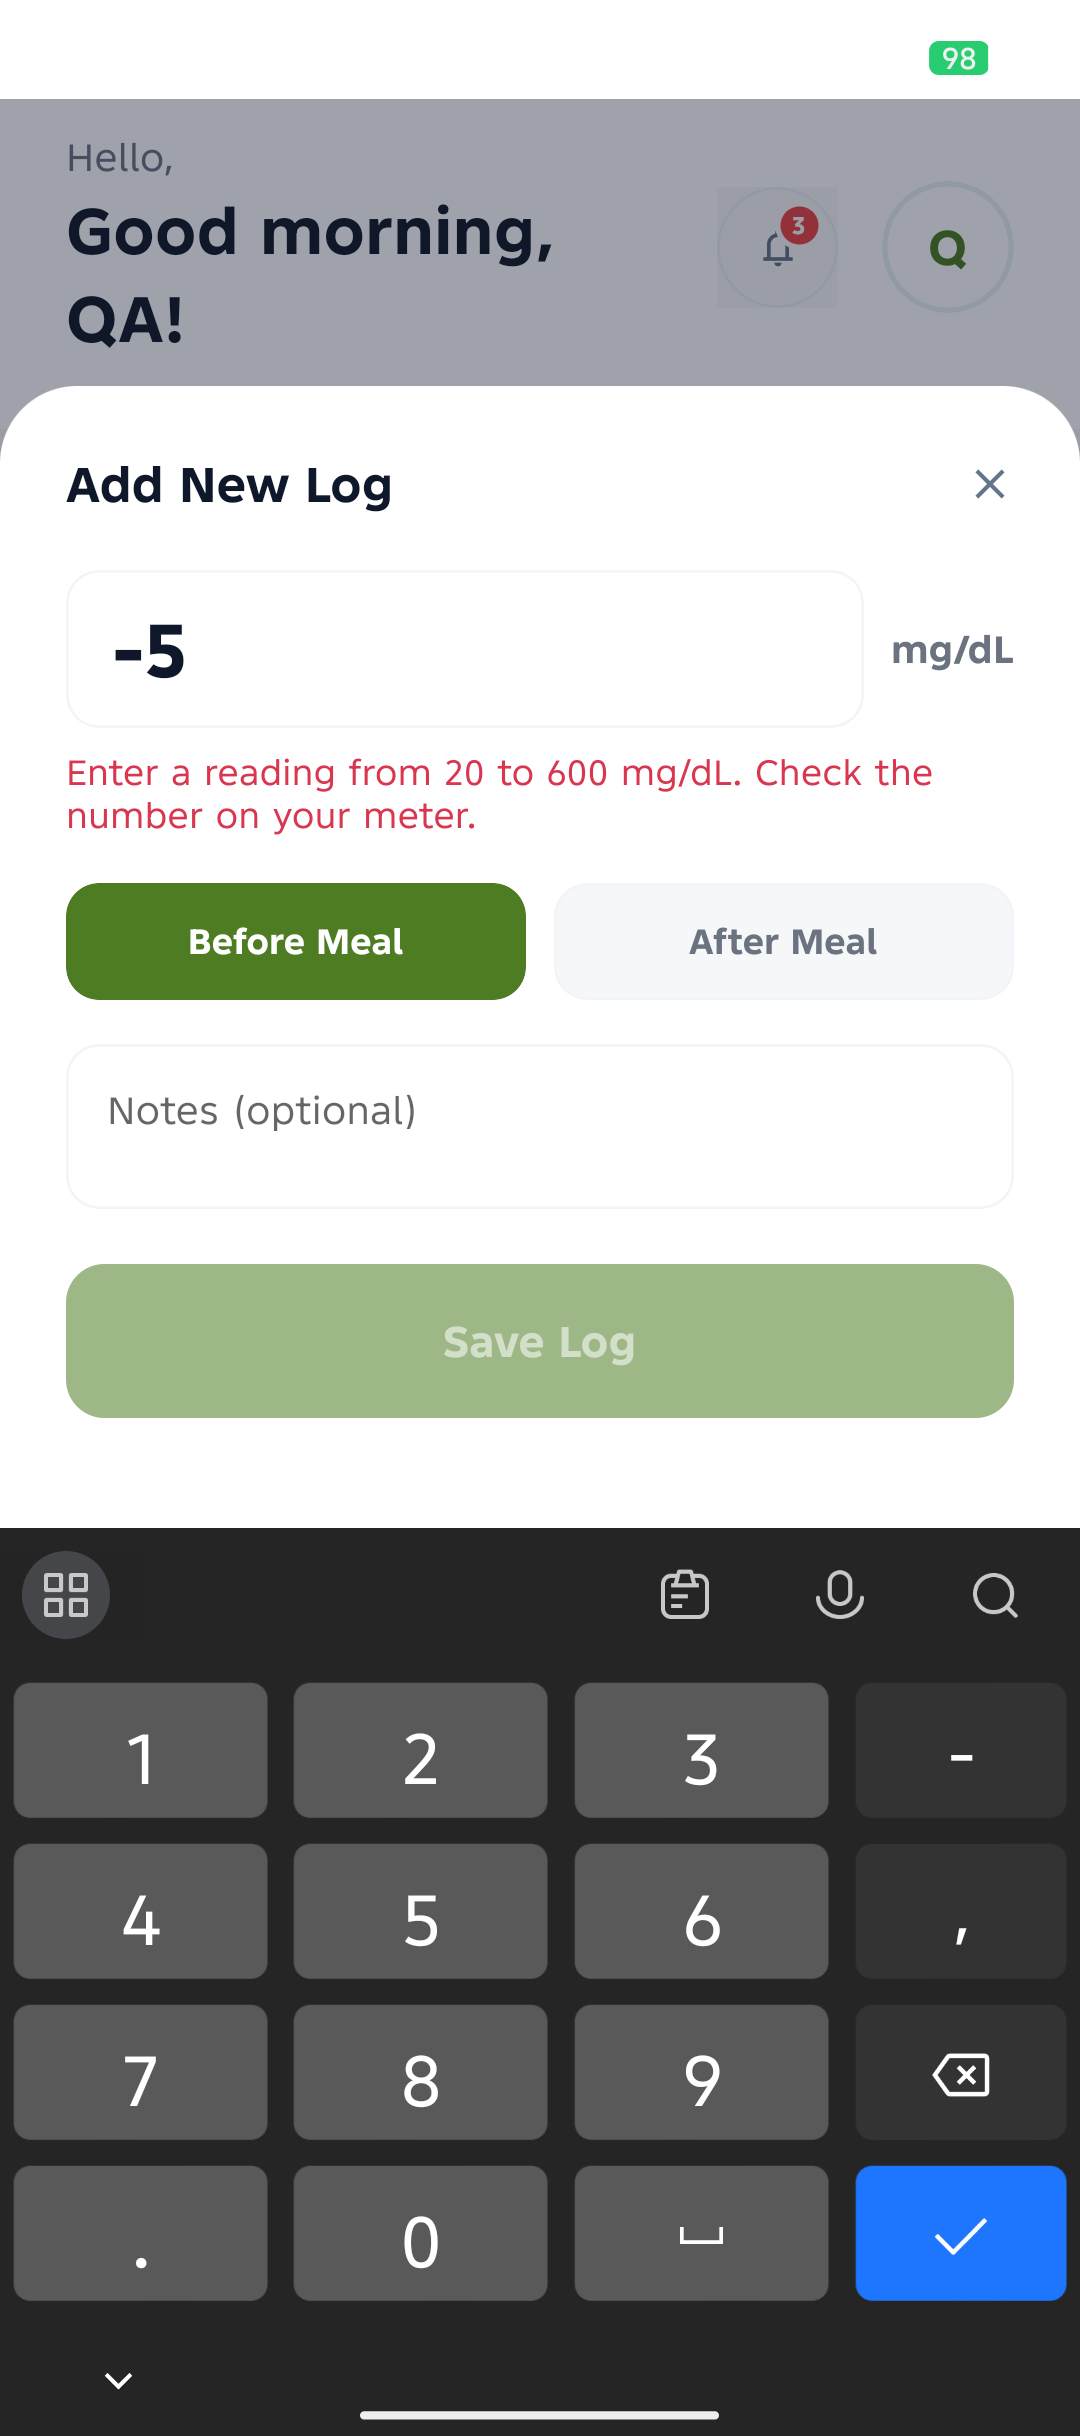 98
Hello,
Good morning,
QA!
3
Q
Add New Log
-5
mg/dL
Enter a reading from 20 to 600 mg/dL. Check the
number on your meter.
Before Meal
After Meal
Notes (optional)
Save Log
1
2
3
-
4
5
6
,
7
8
9
.
0